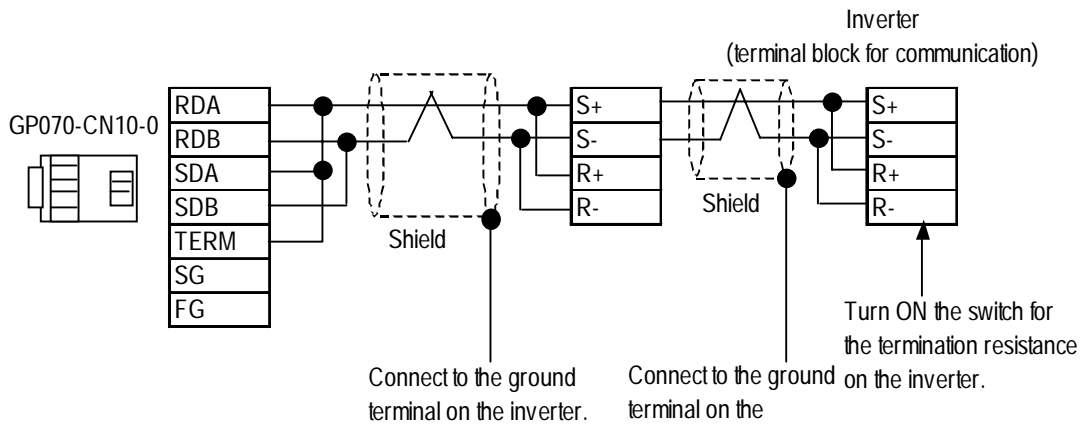 Inverter
(terminal block for communication)
GP070-CN10-0
RDA
RDB
SDA
SDB
TERM
SG
FG
Shield
S+
S-
R+
R-
Shield
S+
S-
R+
R-
Connect to the ground
terminal on the inverter.
Connect to the ground
terminal on the
Turn ON the switch for
the termination resistance
on the inverter.